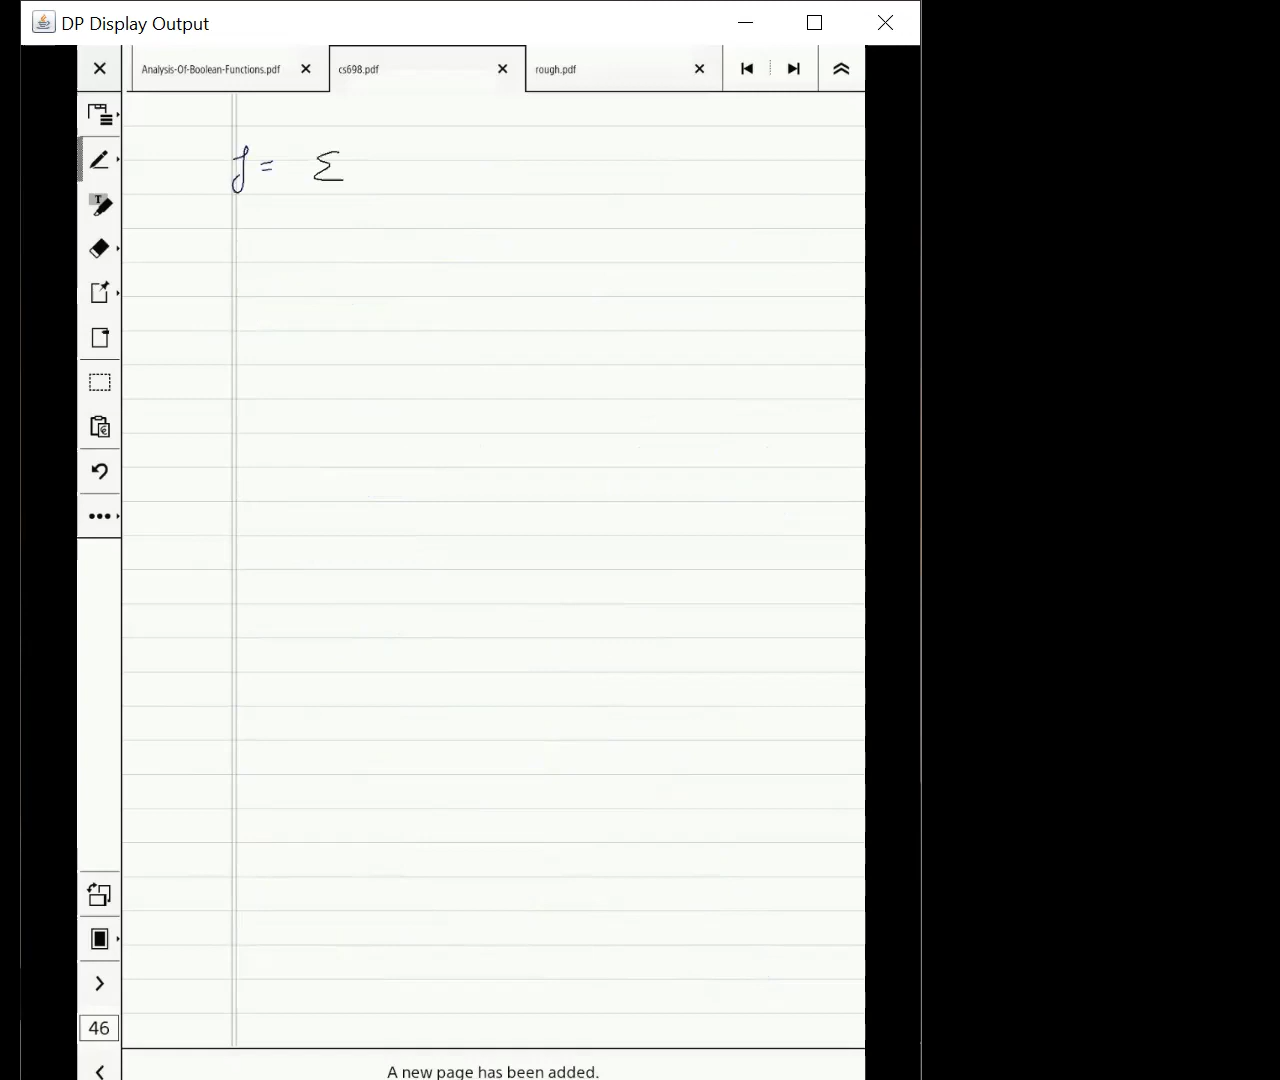 DP Display Output
Analysis-Of-Boolean-Functions.pdf cs698.pdf rough.pdf
f = Σ
46
A new page has been added.